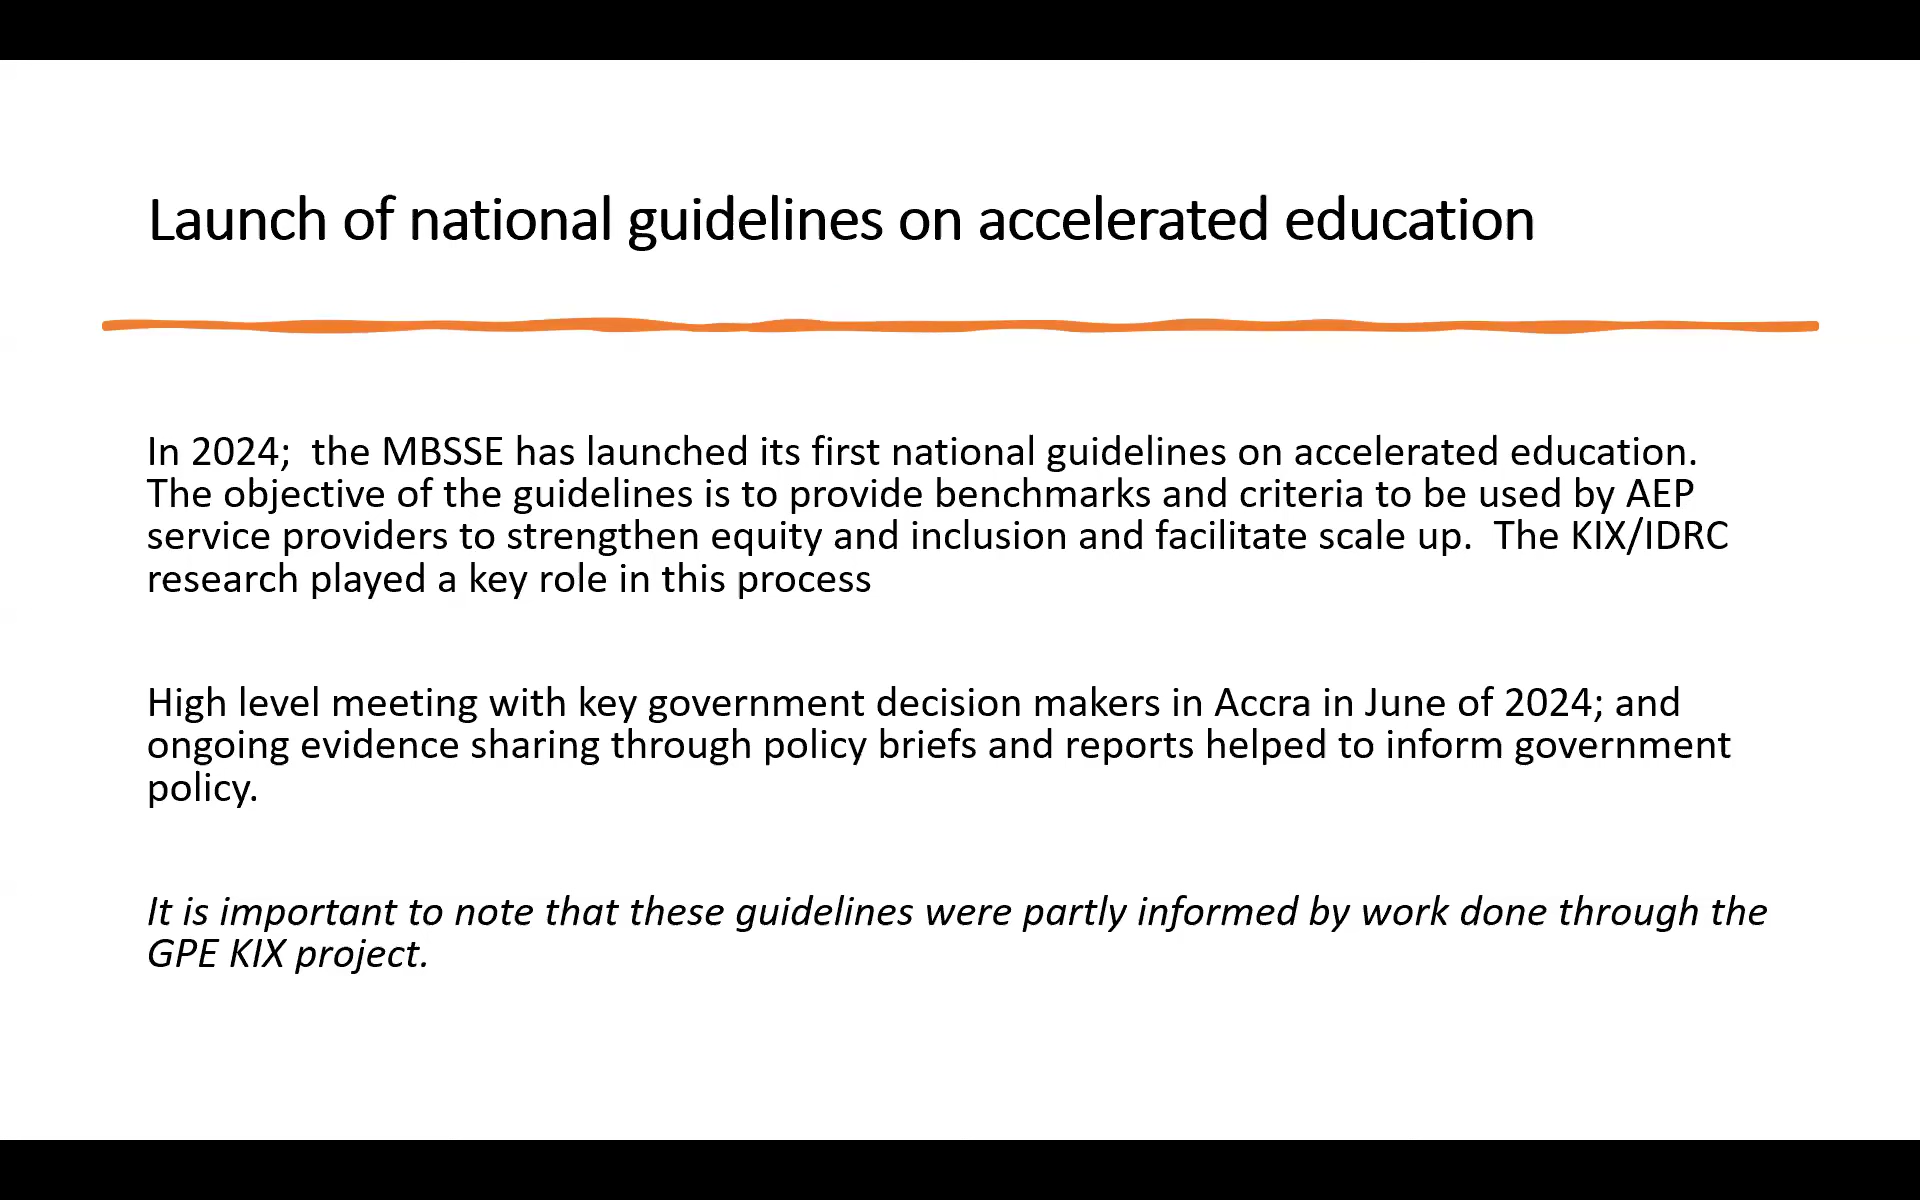 Launch of national guidelines on accelerated education
In 2024;  the MBSSE has launched its first national guidelines on accelerated education.
The objective of the guidelines is to provide benchmarks and criteria to be used by AEP
service providers to strengthen equity and inclusion and facilitate scale up.  The KIX/IDRC
research played a key role in this process
High level meeting with key government decision makers in Accra in June of 2024; and
ongoing evidence sharing through policy briefs and reports helped to inform government
policy.
It is important to note that these guidelines were partly informed by work done through the
GPE KIX project.